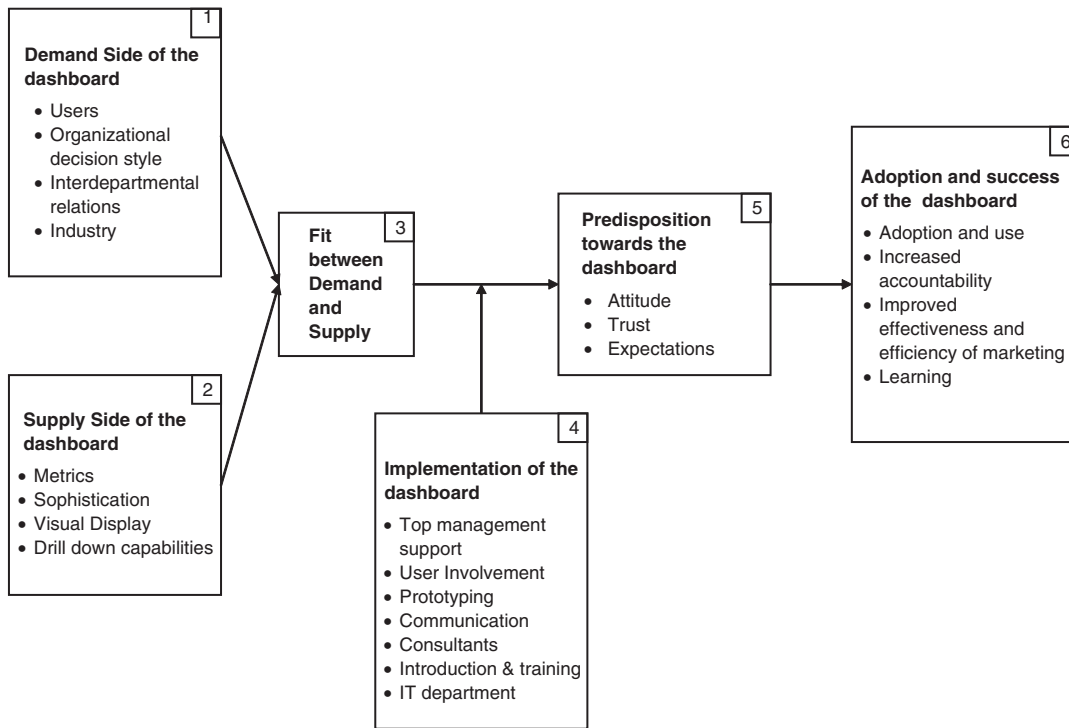 1
Demand Side of the
dashboard
• Users
• Organizational
decision style
• Interdepartmental
relations
• Industry
2
Supply Side of the
dashboard
• Metrics
• Sophistication
• Visual Display
• Drill down capabilities
3
Fit
between
Demand
and
Supply
4
Implementation of the
dashboard
• Top management
support
• User Involvement
• Prototyping
• Communication
• Consultants
• Introduction & training
• IT department
5
Predisposition
towards the
dashboard
• Attitude
• Trust
• Expectations
6
Adoption and success
of the dashboard
• Adoption and use
• Increased
accountability
• Improved
effectiveness and
efficiency of marketing
• Learning